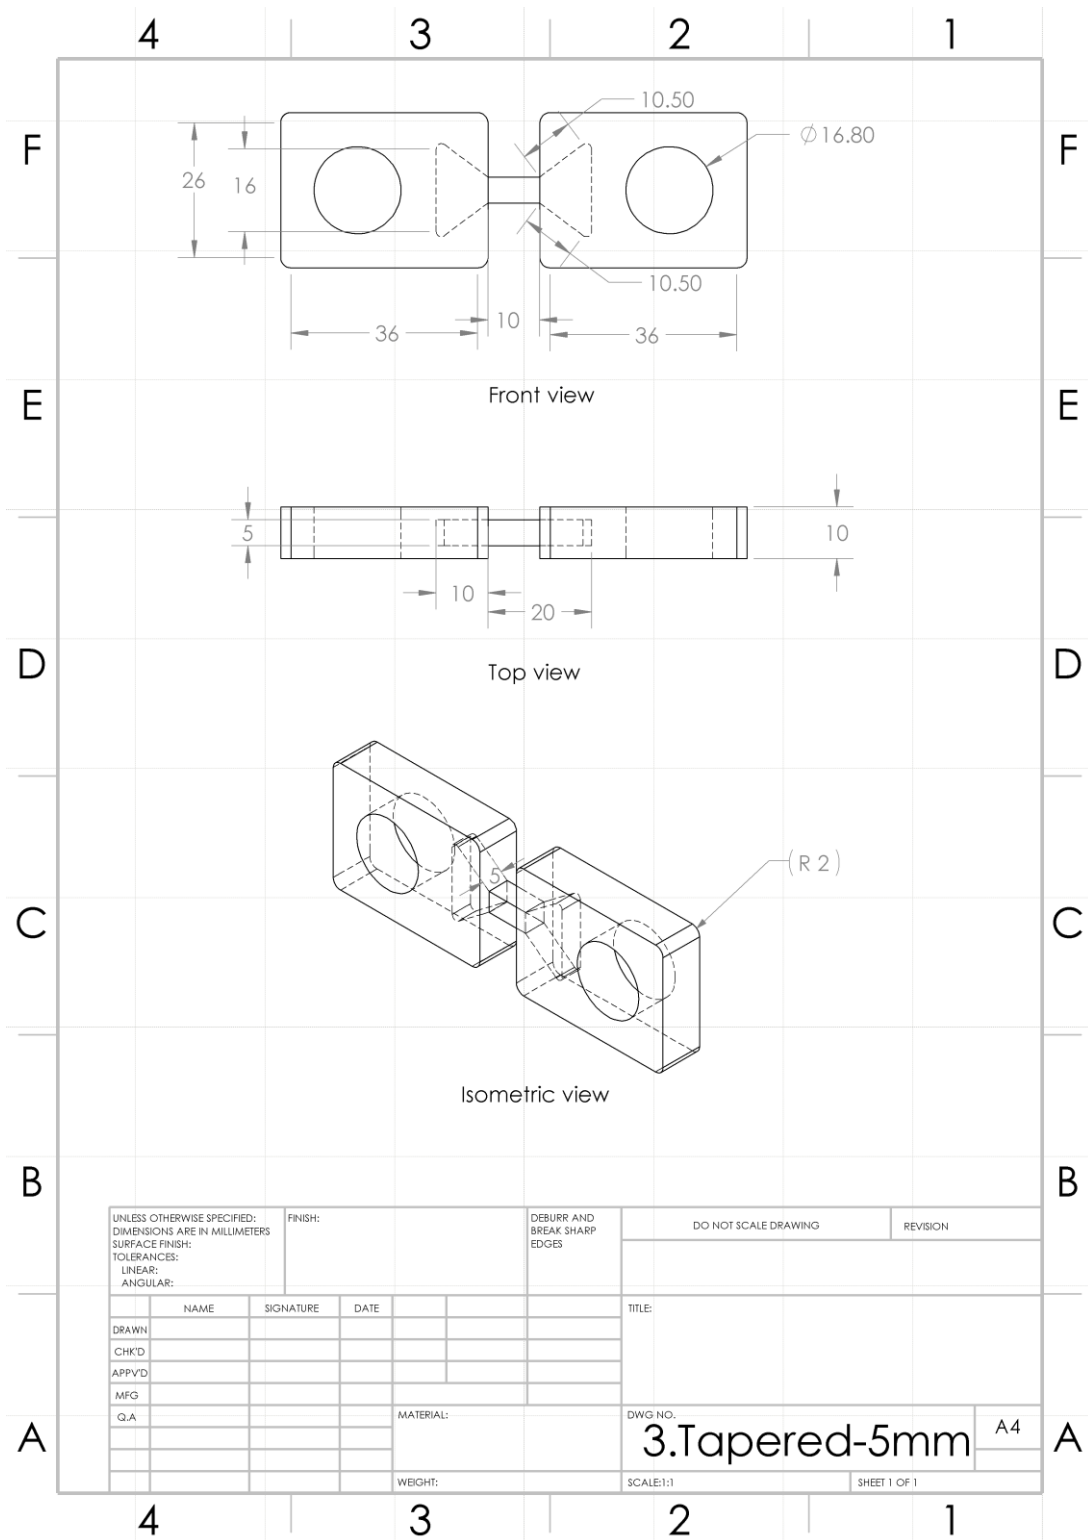 4 3 2 1
F F
10.50
Ø16.80
26 16
10.50
10
36 36
Front view
E E
5 10
10 20
Top view
D D
5
(R 2)
C C
Isometric view
B B
UNLESS OTHERWISE SPECIFIED:
DIMENSIONS ARE IN MILLIMETERS
SURFACE FINISH:
TOLERANCES:
LINEAR:
ANGULAR:
FINISH:
DEBURR AND
BREAK SHARP
EDGES
DO NOT SCALE DRAWING
REVISION
NAME SIGNATURE DATE
TITLE:
DRAWN
CHK'D
APPV'D
MFG
Q.A
MATERIAL:
DWG NO.
3.Tapered-5mm
A4
A A
WEIGHT:
SCALE:1:1
SHEET 1 OF 1
4 3 2 1